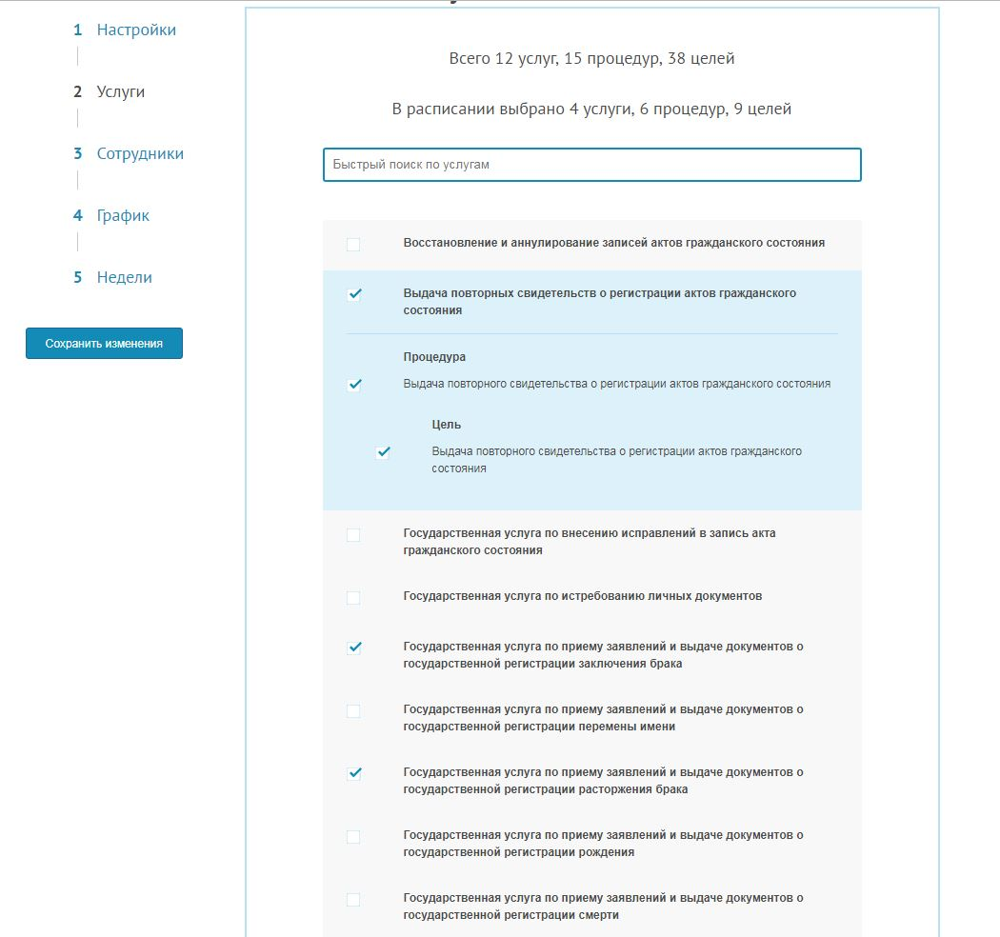 1 Настройки
2 Услуги
3 Сотрудники
4 График
5 Недели
Сохранить изменения
Всего 12 услуг, 15 процедур, 38 целей
В расписании выбрано 4 услуги, 6 процедур, 9 целей
Быстрый поиск по услугам
Восстановление и аннулирование записей актов гражданского состояния
Выдача повторных свидетельств о регистрации актов гражданского
состояния
Процедура
Выдача повторного свидетельства о регистрации актов гражданского состояния
Цель
Выдача повторного свидетельства о регистрации актов гражданского
состояния
Государственная услуга по внесению исправлений в запись акта
гражданского состояния
Государственная услуга по истребованию личных документов
Государственная услуга по приему заявлений и выдаче документов о
государственной регистрации заключения брака
Государственная услуга по приему заявлений и выдаче документов о
государственной регистрации перемены имени
Государственная услуга по приему заявлений и выдаче документов о
государственной регистрации расторжения брака
Государственная услуга по приему заявлений и выдаче документов о
государственной регистрации рождения
Государственная услуга по приему заявлений и выдаче документов о
государственной регистрации смерти